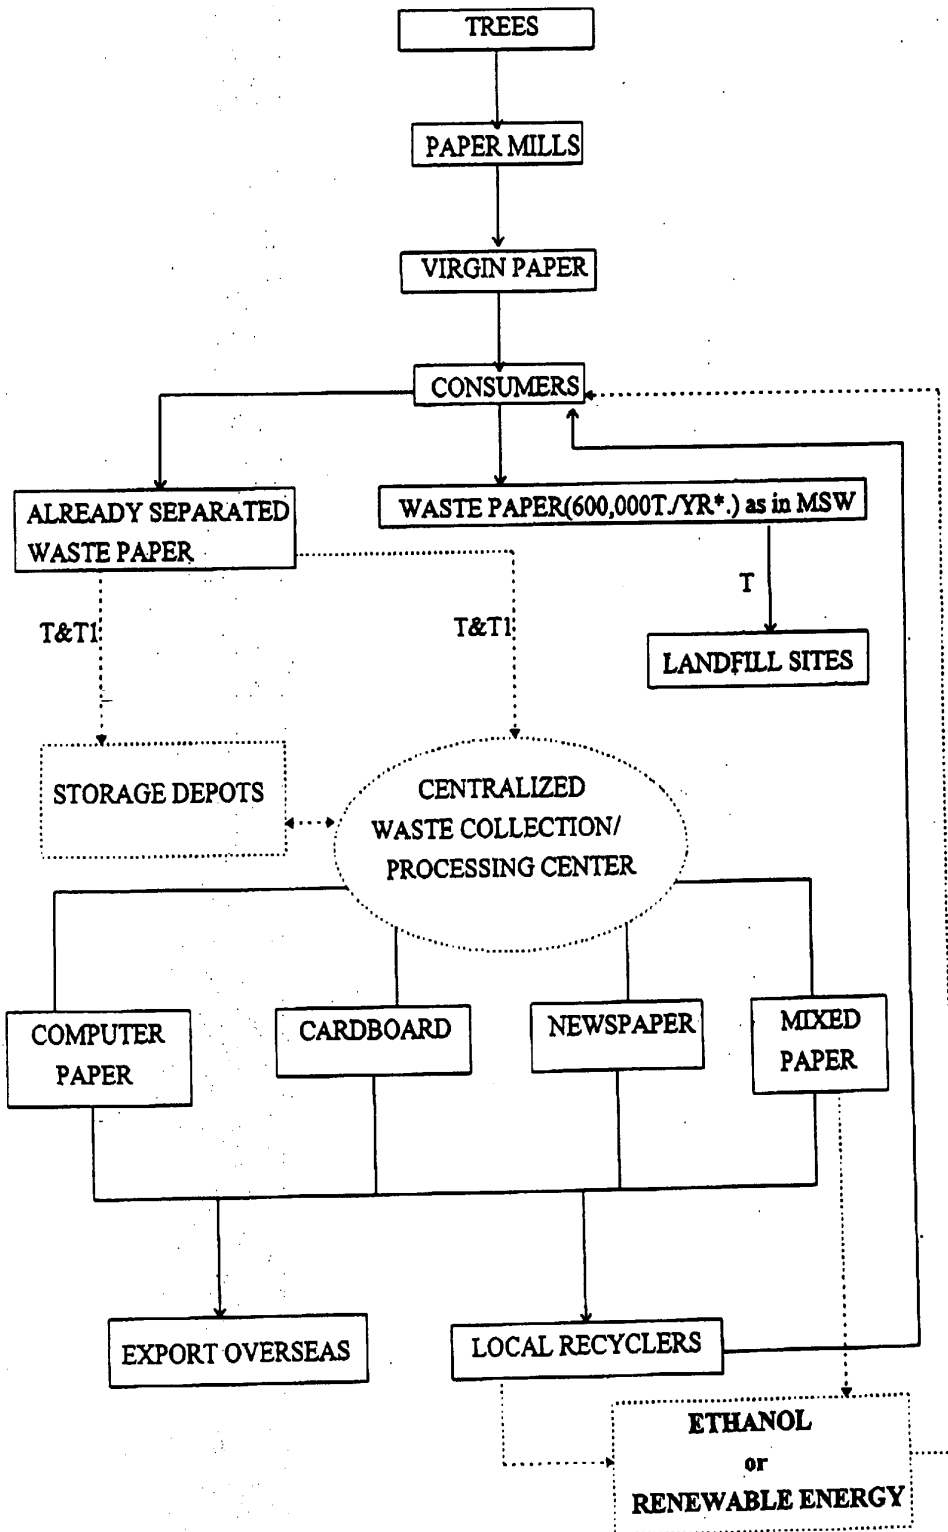 TREES
PAPER MILLS
VIRGIN PAPER
CONSUMERS
ALREADY SEPARATED
WASTE PAPER
WASTE PAPER(600,000T./YR*.) as in MSW
T&T1
T&T1
T
LANDFILL SITES
STORAGE DEPOTS
CENTRALIZED
WASTE COLLECTION/
PROCESSING CENTER
COMPUTER
PAPER
CARDBOARD
NEWSPAPER
MIXED
PAPER
EXPORT OVERSEAS
LOCAL RECYCLERS
ETHANOL
or
RENEWABLE ENERGY